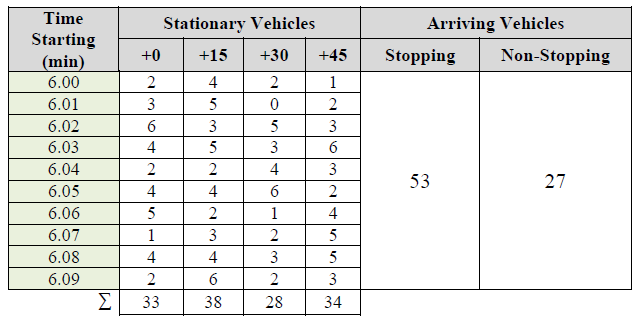 Time Starting (min) Stationary Vehicles Arriving Vehicles
+0 +15 +30 +45 Stopping Non-Stopping
6.00 2 4 2 1
6.01 3 5 0 2
6.02 6 3 5 3
6.03 4 5 3 6
6.04 2 2 4 3
53 27
6.05 4 4 6 2
6.06 5 2 1 4
6.07 1 3 2 5
6.08 4 4 3 5
6.09 2 6 2 3
∑ 33 38 28 34